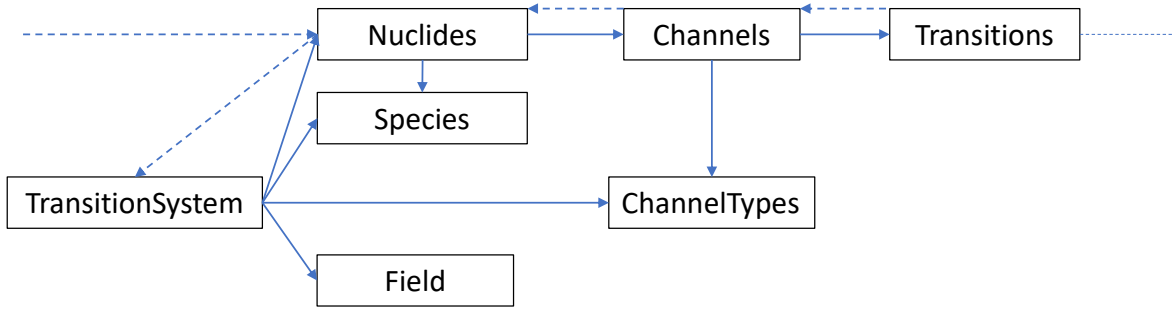 Nuclides
Channels
Transitions
Species
TransitionSystem
ChannelTypes
Field